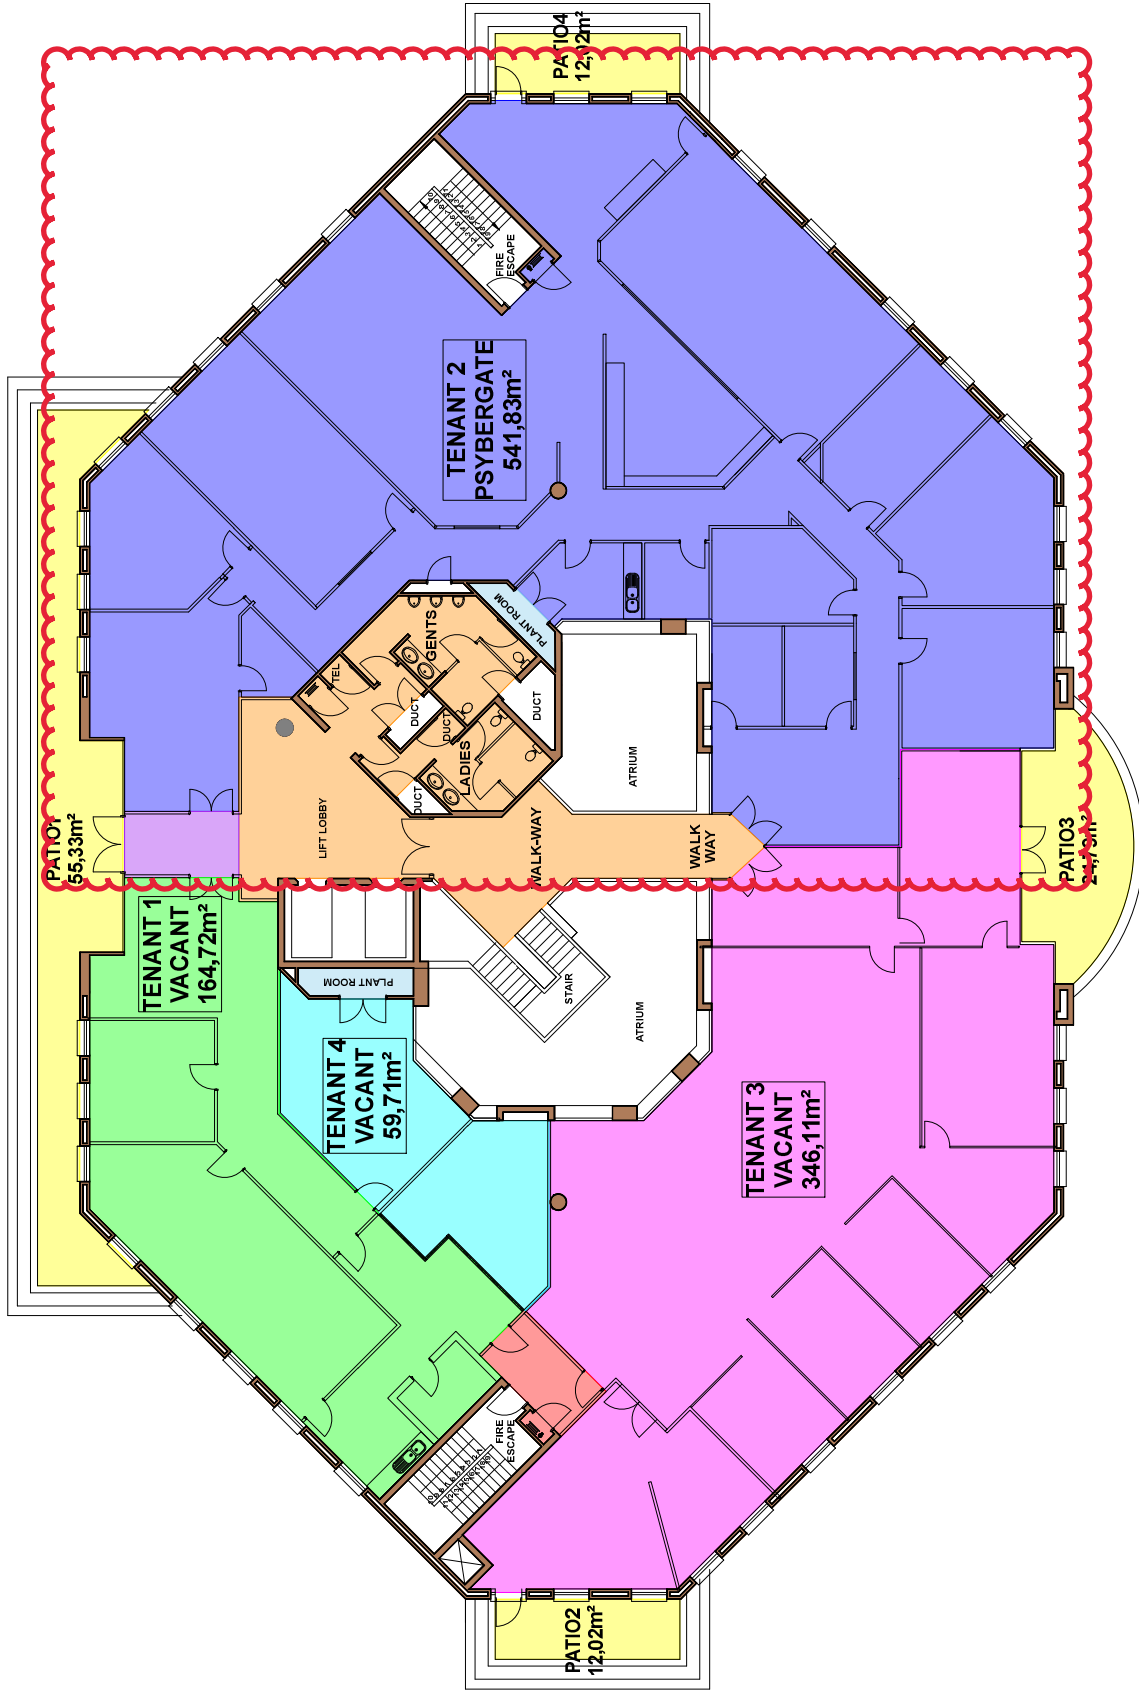 PATIO4
12,02m²
FIRE
ESCAPE
TENANT 2
PSYBERGATE
541,83m²
GENTS
PLANT ROOM
TEL
DUCT
DUCT
DUCT
LADIES
DUCT
ATRIUM
LIFT LOBBY
WALK-WAY
WALK
WAY
PATIO1
55,33m²
PATIO3
24,79m²
TENANT 1
VACANT
164,72m²
PLANT ROOM
STAIR
ATRIUM
TENANT 4
VACANT
59,71m²
TENANT 3
VACANT
346,11m²
FIRE
ESCAPE
PATIO2
12,02m²